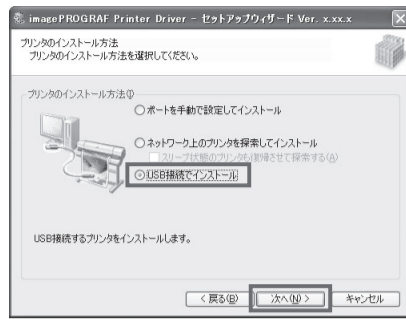 imagePROGRAF Printer Driver - セットアップウィザード Ver. x.xx.x
プリンタのインストール方法
プリンタのインストール方法を選択してください。
プリンタのインストール方法(I)
ポートを手動で設定してインストール
ネットワーク上のプリンタを探索してインストール
スリープ状態のプリンタも復帰させて探索する(A)
USB接続でインストール
USB接続するプリンタをインストールします。
< 戻る(B)
次へ(N) >
キャンセル